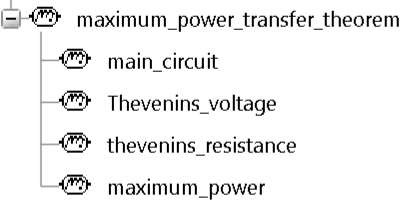 maximum_power_transfer_theorem
main_circuit
Thevenins_voltage
thevenins_resistance
maximum_power